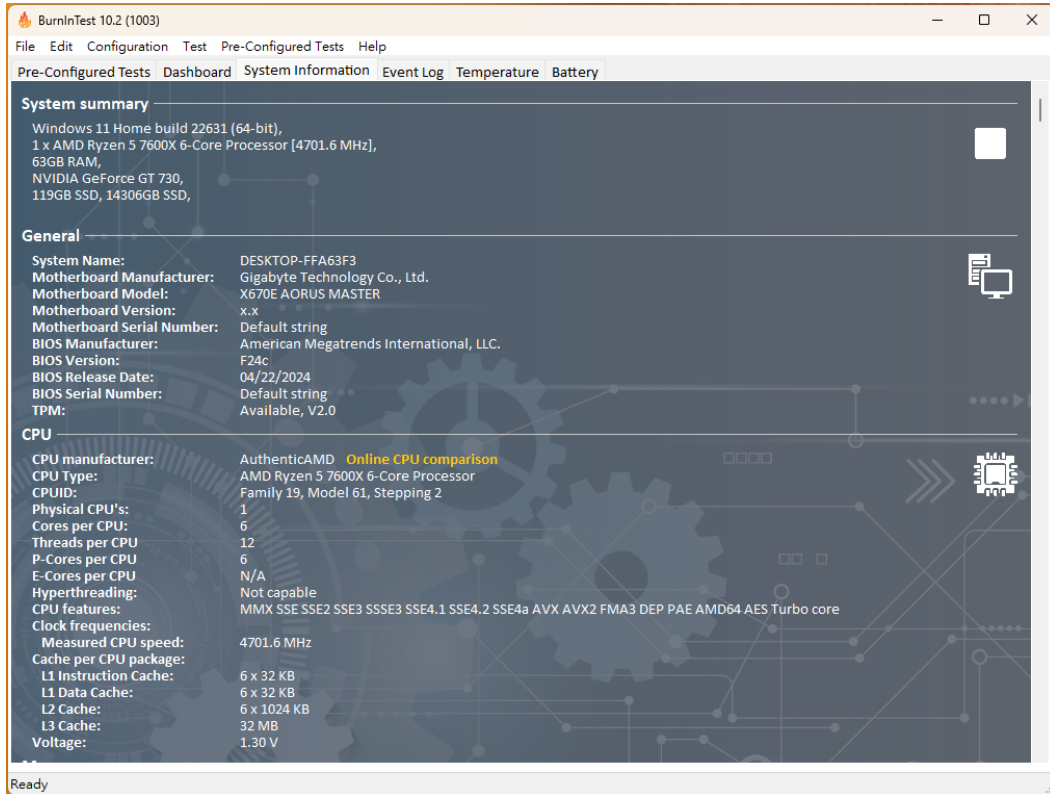 BurnInTest 10.2 (1003)
File Edit Configuration Test Pre-Configured Tests Help
Pre-Configured Tests Dashboard System Information Event Log Temperature Battery
System summary
Windows 11 Home build 22631 (64-bit),
1 x AMD Ryzen 5 7600X 6-Core Processor [4701.6 MHz],
63GB RAM,
NVIDIA GeForce GT 730,
119GB SSD, 14306GB SSD,
General
System Name: DESKTOP-FFA63F3
Motherboard Manufacturer: Gigabyte Technology Co., Ltd.
Motherboard Model: X670E AORUS MASTER
Motherboard Version: x.x
Motherboard Serial Number: Default string
BIOS Manufacturer: American Megatrends International, LLC.
BIOS Version: F24c
BIOS Release Date: 04/22/2024
BIOS Serial Number: Default string
TPM: Available, V2.0
CPU
CPU manufacturer: AuthenticAMD Online CPU comparison
CPU Type: AMD Ryzen 5 7600X 6-Core Processor
CPUID: Family 19, Model 61, Stepping 2
Physical CPU's: 1
Cores per CPU: 6
Threads per CPU 12
P-Cores per CPU 6
E-Cores per CPU N/A
Hyperthreading: Not capable
CPU features: MMX SSE SSE2 SSE3 SSSE3 SSE4.1 SSE4.2 SSE4a AVX AVX2 FMA3 DEP PAE AMD64 AES Turbo core
Clock frequencies:
Measured CPU speed: 4701.6 MHz
Cache per CPU package:
L1 Instruction Cache: 6 x 32 KB
L1 Data Cache: 6 x 32 KB
L2 Cache: 6 x 1024 KB
L3 Cache: 32 MB
Voltage: 1.30 V
Ready